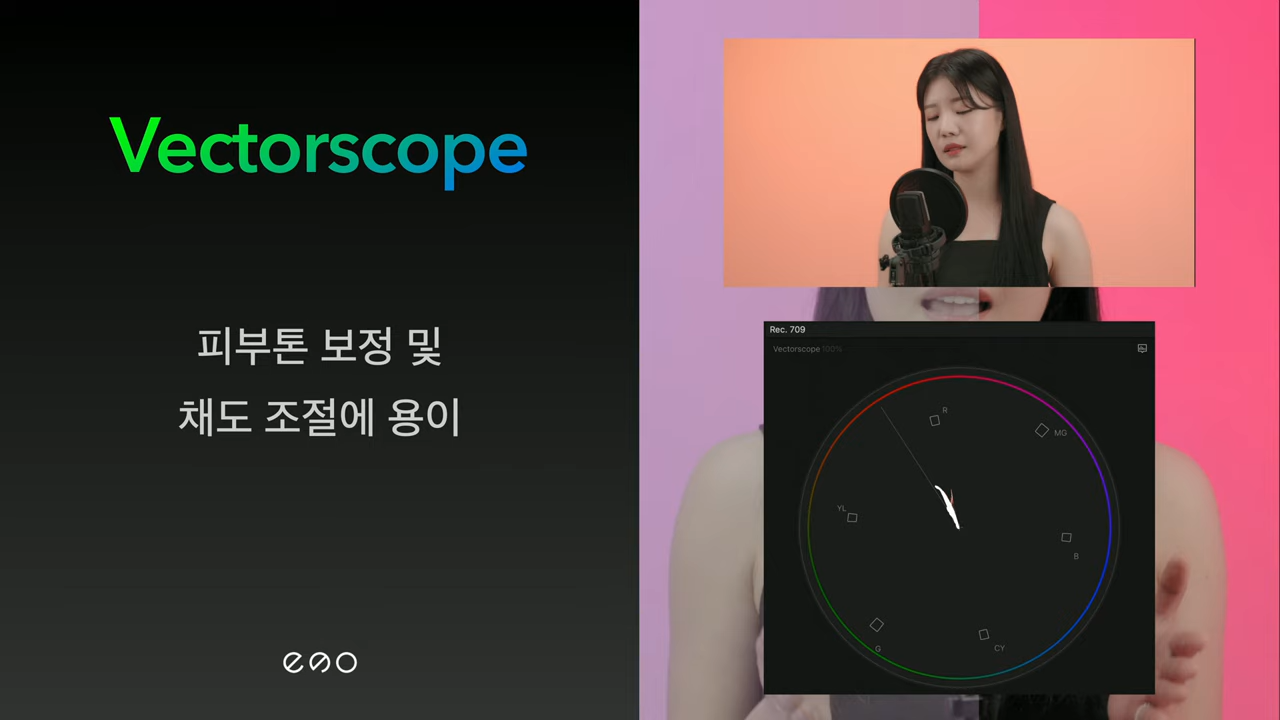 Vectorscope
피부톤 보정 및
채도 조절에 용이
eno
Rec. 709
Vectorscope 100%
R
MG
YL
B
G
CY